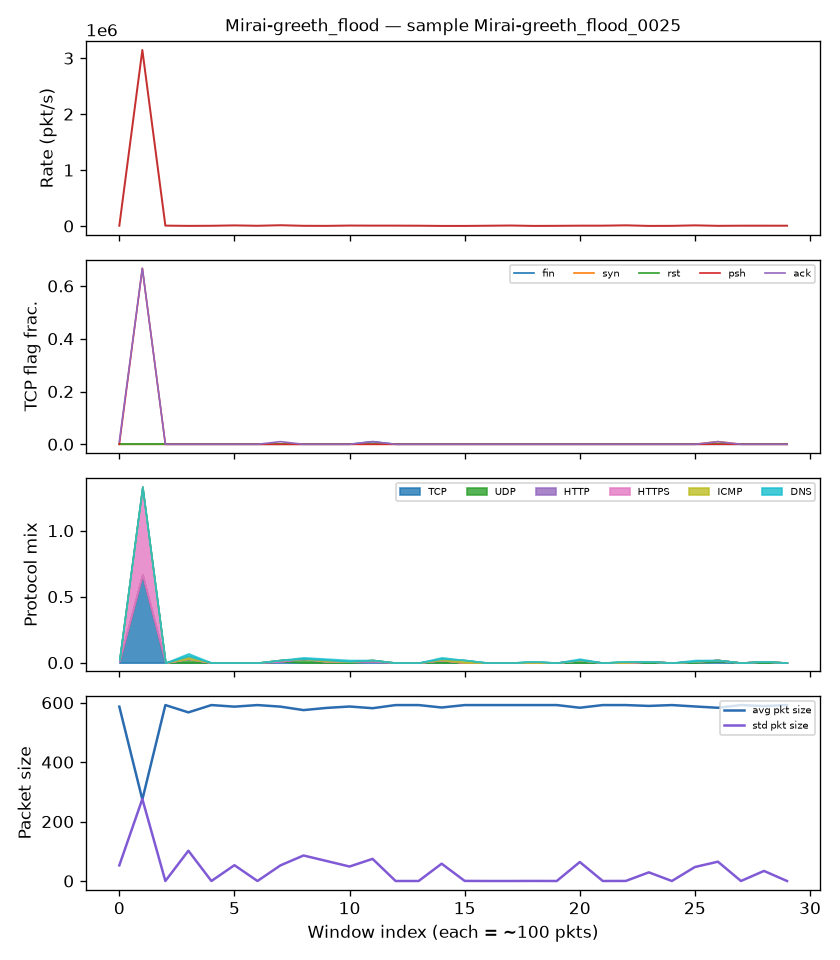 Mirai-greeth_flood — sample Mirai-greeth_flood_0025
1e6
Rate (pkt/s)
3
2
1
0
TCP flag frac.
0.6
0.4
0.2
0.0
fin syn rst psh ack
Protocol mix
1.0
0.5
0.0
TCP UDP HTTP HTTPS ICMP DNS
Packet size
600
400
200
0
avg pkt size
std pkt size
0 5 10 15 20 25 30
Window index (each = ~100 pkts)